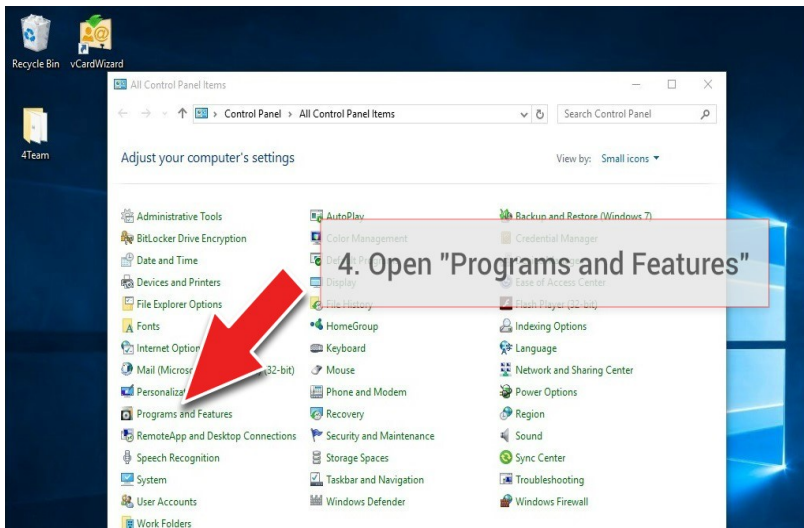 Recycle Bin
vCardWizard
4Team
All Control Panel Items
Control Panel > All Control Panel Items
Search Control Panel
Adjust your computer's settings
View by: Small icons
Administrative Tools
AutoPlay
Backup and Restore (Windows 7)
BitLocker Drive Encryption
Color Management
Credential Manager
Date and Time
4. Open "Programs and Features"
Devices and Printers
Display
Ease of Access Center
File Explorer Options
File History
Flash Player (32-bit)
Fonts
HomeGroup
Indexing Options
Internet
Keyboard
Language
Mail
32-bit)
Mouse
Network and Sharing Center
Phone and Modem
Power Options
Programs and Features
Recovery
Region
RemoteApp and Desktop Connections
Security and Maintenance
Sound
Speech Recognition
Storage Spaces
Sync Center
System
Taskbar and Navigation
Troubleshooting
User Accounts
Windows Defender
Windows Firewall
Work Folders